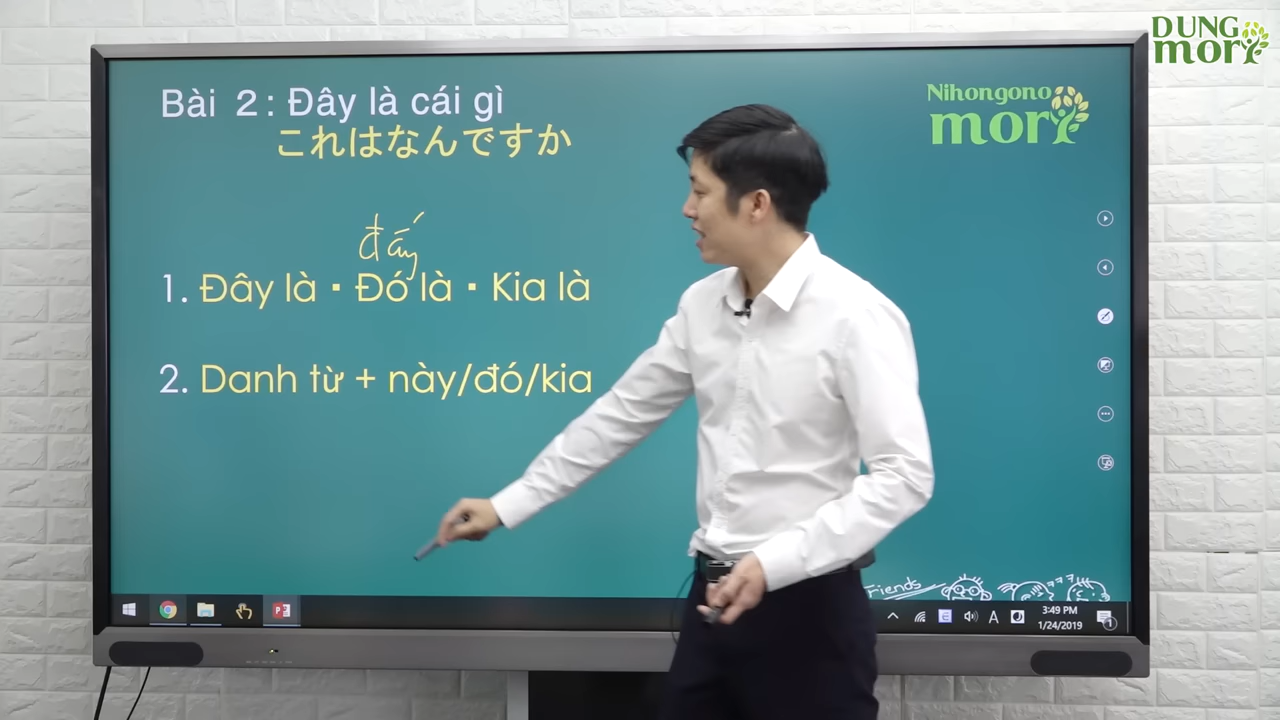 DUNG
mori
Nihongono
mori
Bài 2 : Đây là cái gì
これはなんですか
đấy
1. Đây là · Đó là · Kia là
2. Danh từ + này/đó/kia
Friends
3:49 PM
1/24/2019